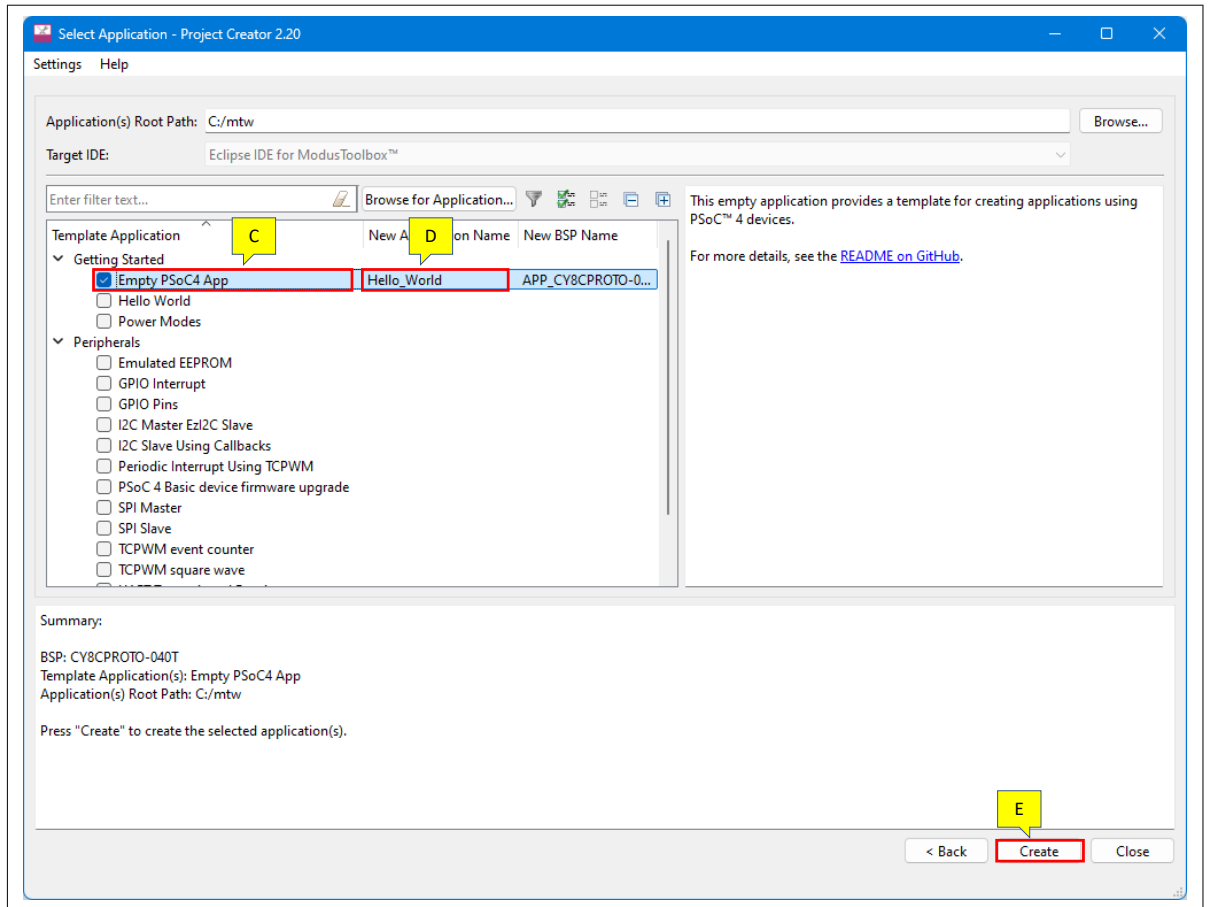 Select Application - Project Creator 2.20
Settings Help
Application(s) Root Path: C:/mtw Browse...
Target IDE: Eclipse IDE for ModusToolbox™
Enter filter text... Browse for Application...
Template Application New A on Name New BSP Name
C
D
Getting Started
Empty PSoC4 App Hello_World APP_CY8CPROTO-0...
Hello World
Power Modes
Peripherals
Emulated EEPROM
GPIO Interrupt
GPIO Pins
I2C Master EzI2C Slave
I2C Slave Using Callbacks
Periodic Interrupt Using TCPWM
PSoC 4 Basic device firmware upgrade
SPI Master
SPI Slave
TCPWM event counter
TCPWM square wave
This empty application provides a template for creating applications using
PSoC™ 4 devices.
For more details, see the README on GitHub.
Summary:
BSP: CY8CPROTO-040T
Template Application(s): Empty PSoC4 App
Application(s) Root Path: C:/mtw
Press "Create" to create the selected application(s).
E
< Back Create Close